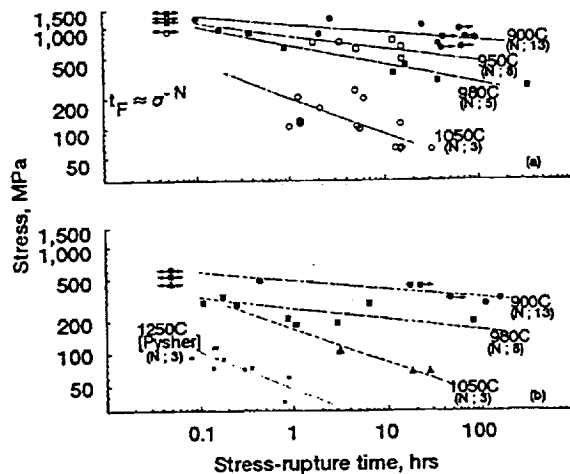 1,500
1,000
500
200
100
50
t_F ≈ σ^-N
900C
(N ; 13)
950C
(N ; 8)
980C
(N ; 5)
1050C
(N ; 3)
(a)
Stress, MPa
1,500
1,000
500
200
100
50
1250C
[Pysher]
(N ; 3)
900C
(N ; 13)
980C
(N ; 8)
1050C
(N ; 3)
(b)
0.1 1 10 100
Stress-rupture time, hrs